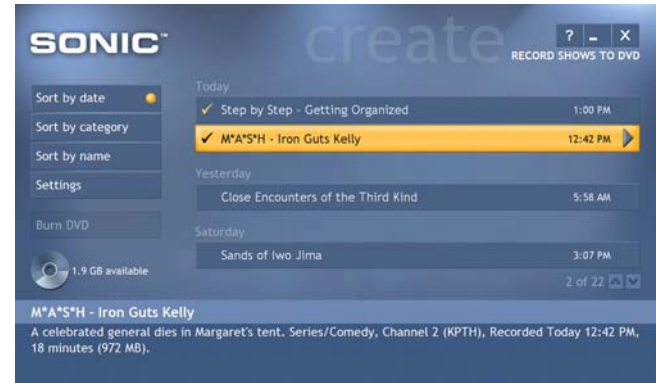 SONIC™
create
? – X
RECORD SHOWS TO DVD
Sort by date
Sort by category
Sort by name
Settings
Burn DVD
1.9 GB available
Today
Step by Step - Getting Organized 1:00 PM
M*A*S*H - Iron Guts Kelly 12:42 PM
Yesterday
Close Encounters of the Third Kind 5:58 AM
Saturday
Sands of Iwo Jima 3:07 PM
2 of 22
M*A*S*H - Iron Guts Kelly
A celebrated general dies in Margaret's tent. Series/Comedy, Channel 2 (KPTH), Recorded Today 12:42 PM,
18 minutes (972 MB).